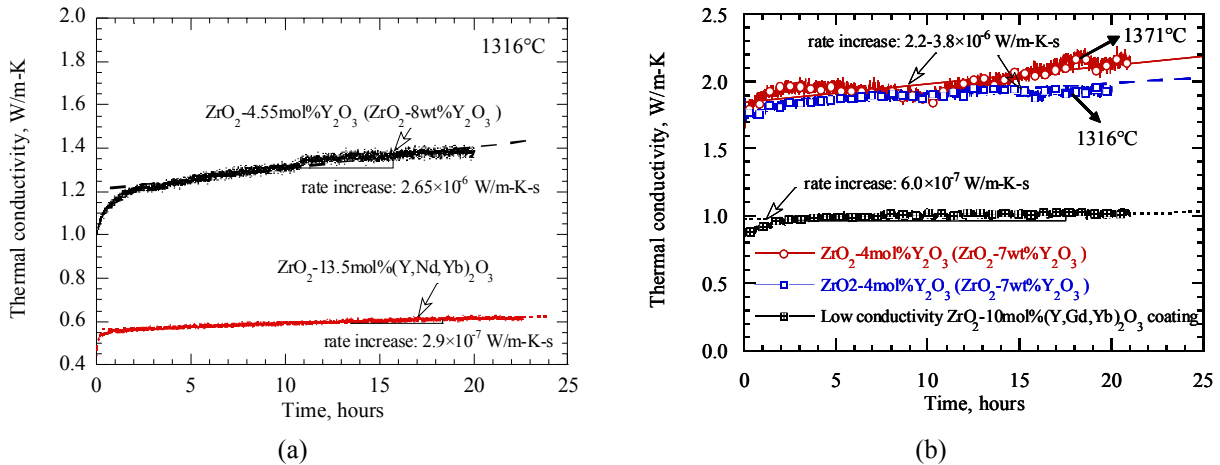 1.6
1.4
1.2
1.0
0.8
0.6
0.4
Thermal conductivity, W/m-K
1316°C
ZrO₂-4.55mol%Y₂O₃ (ZrO₂-8wt%Y₂O₃ )
rate increase: 2.65×10⁻⁶ W/m-K-s
ZrO₂-13.5mol%(Y,Nd,Yb)₂O₃
rate increase: 2.9×10⁻⁷ W/m-K-s
0 5 10 15 20 25
Time, hours
(a)
2.5
2.0
1.5
1.0
0.5
0.0
Thermal conductivity, W/m-K
rate increase: 2.2-3.8×10⁻⁶ W/m-K-s
1371°C
1316°C
rate increase: 6.0×10⁻⁷ W/m-K-s
ZrO₂-4mol%Y₂O₃ (ZrO₂-7wt%Y₂O₃)
ZrO2-4mol%Y₂O₃ (ZrO₂-7wt%Y₂O₃)
Low conductivity ZrO₂-10mol%(Y,Gd,Yb)₂O₃ coating
0 5 10 15 20 25
Time, hours
(b)